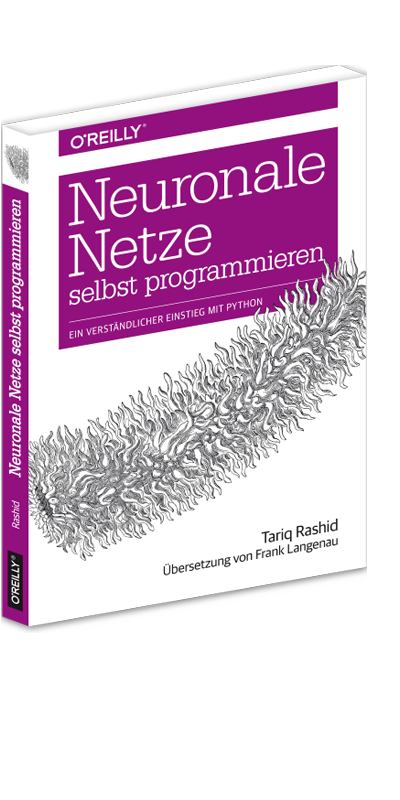 O'REILLY®
Neuronale
Netze
selbst programmieren
EIN VERSTÄNDLICHER EINSTIEG MIT PYTHON
Tariq Rashid
Übersetzung von Frank Langenau
Neuronale Netze selbst programmieren
Rashid
O'REILLY®